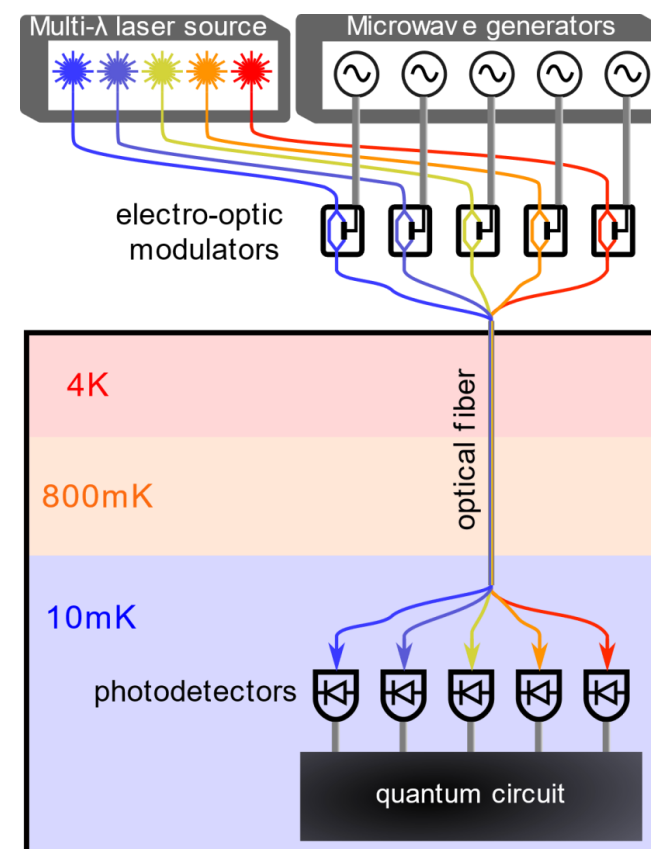 Multi-λ laser source
Microwave generators
electro-optic
modulators
4K
optical fiber
800mK
10mK
photodetectors
quantum circuit